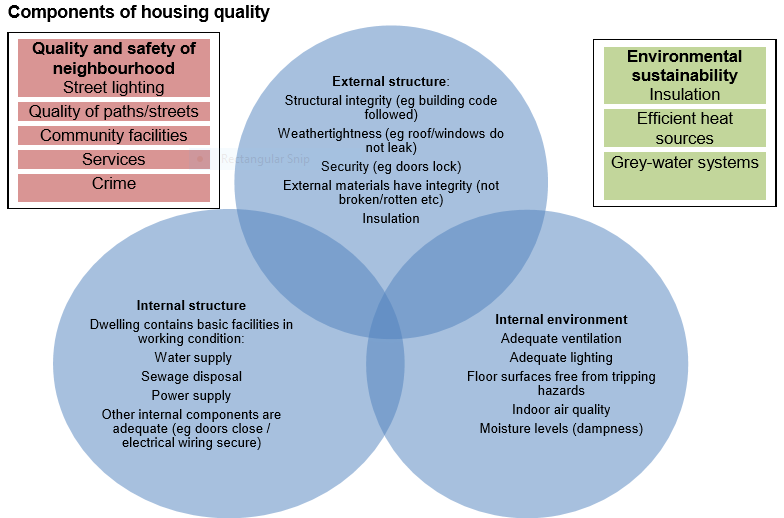 Components of housing quality
Quality and safety of
neighbourhood
Street lighting
Quality of paths/streets
Community facilities
Services
Crime
Rectangular Snip
External structure:
Structural integrity (eg building code
followed)
Weathertightness (eg roof/windows do
not leak)
Security (eg doors lock)
External materials have integrity (not
broken/rotten etc)
Insulation
Environmental
sustainability
Insulation
Efficient heat
sources
Grey-water systems
Internal structure
Dwelling contains basic facilities in
working condition:
Water supply
Sewage disposal
Power supply
Other internal components are
adequate (eg doors close /
electrical wiring secure)
Internal environment
Adequate ventilation
Adequate lighting
Floor surfaces free from tripping
hazards
Indoor air quality
Moisture levels (dampness)